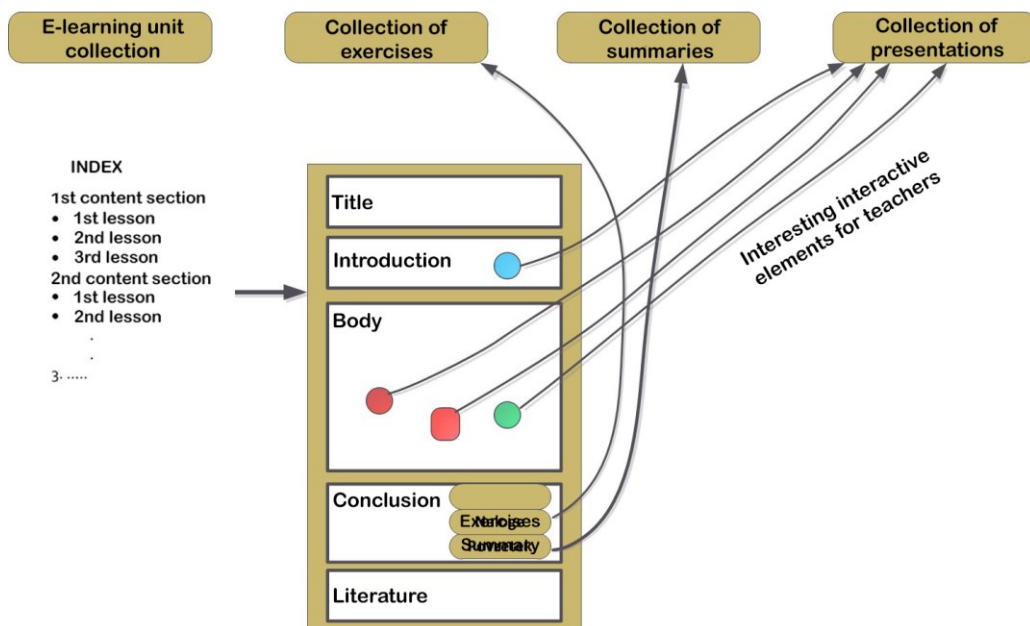 E-learning unit
collection
Collection of
exercises
Collection of
summaries
Collection of
presentations
INDEX
1st content section
• 1st lesson
• 2nd lesson
• 3rd lesson
2nd content section
• 1st lesson
• 2nd lesson
.
.
3. .....
Title
Introduction
Body
Conclusion
Exercises
Summary
Literature
Interesting interactive
elements for teachers